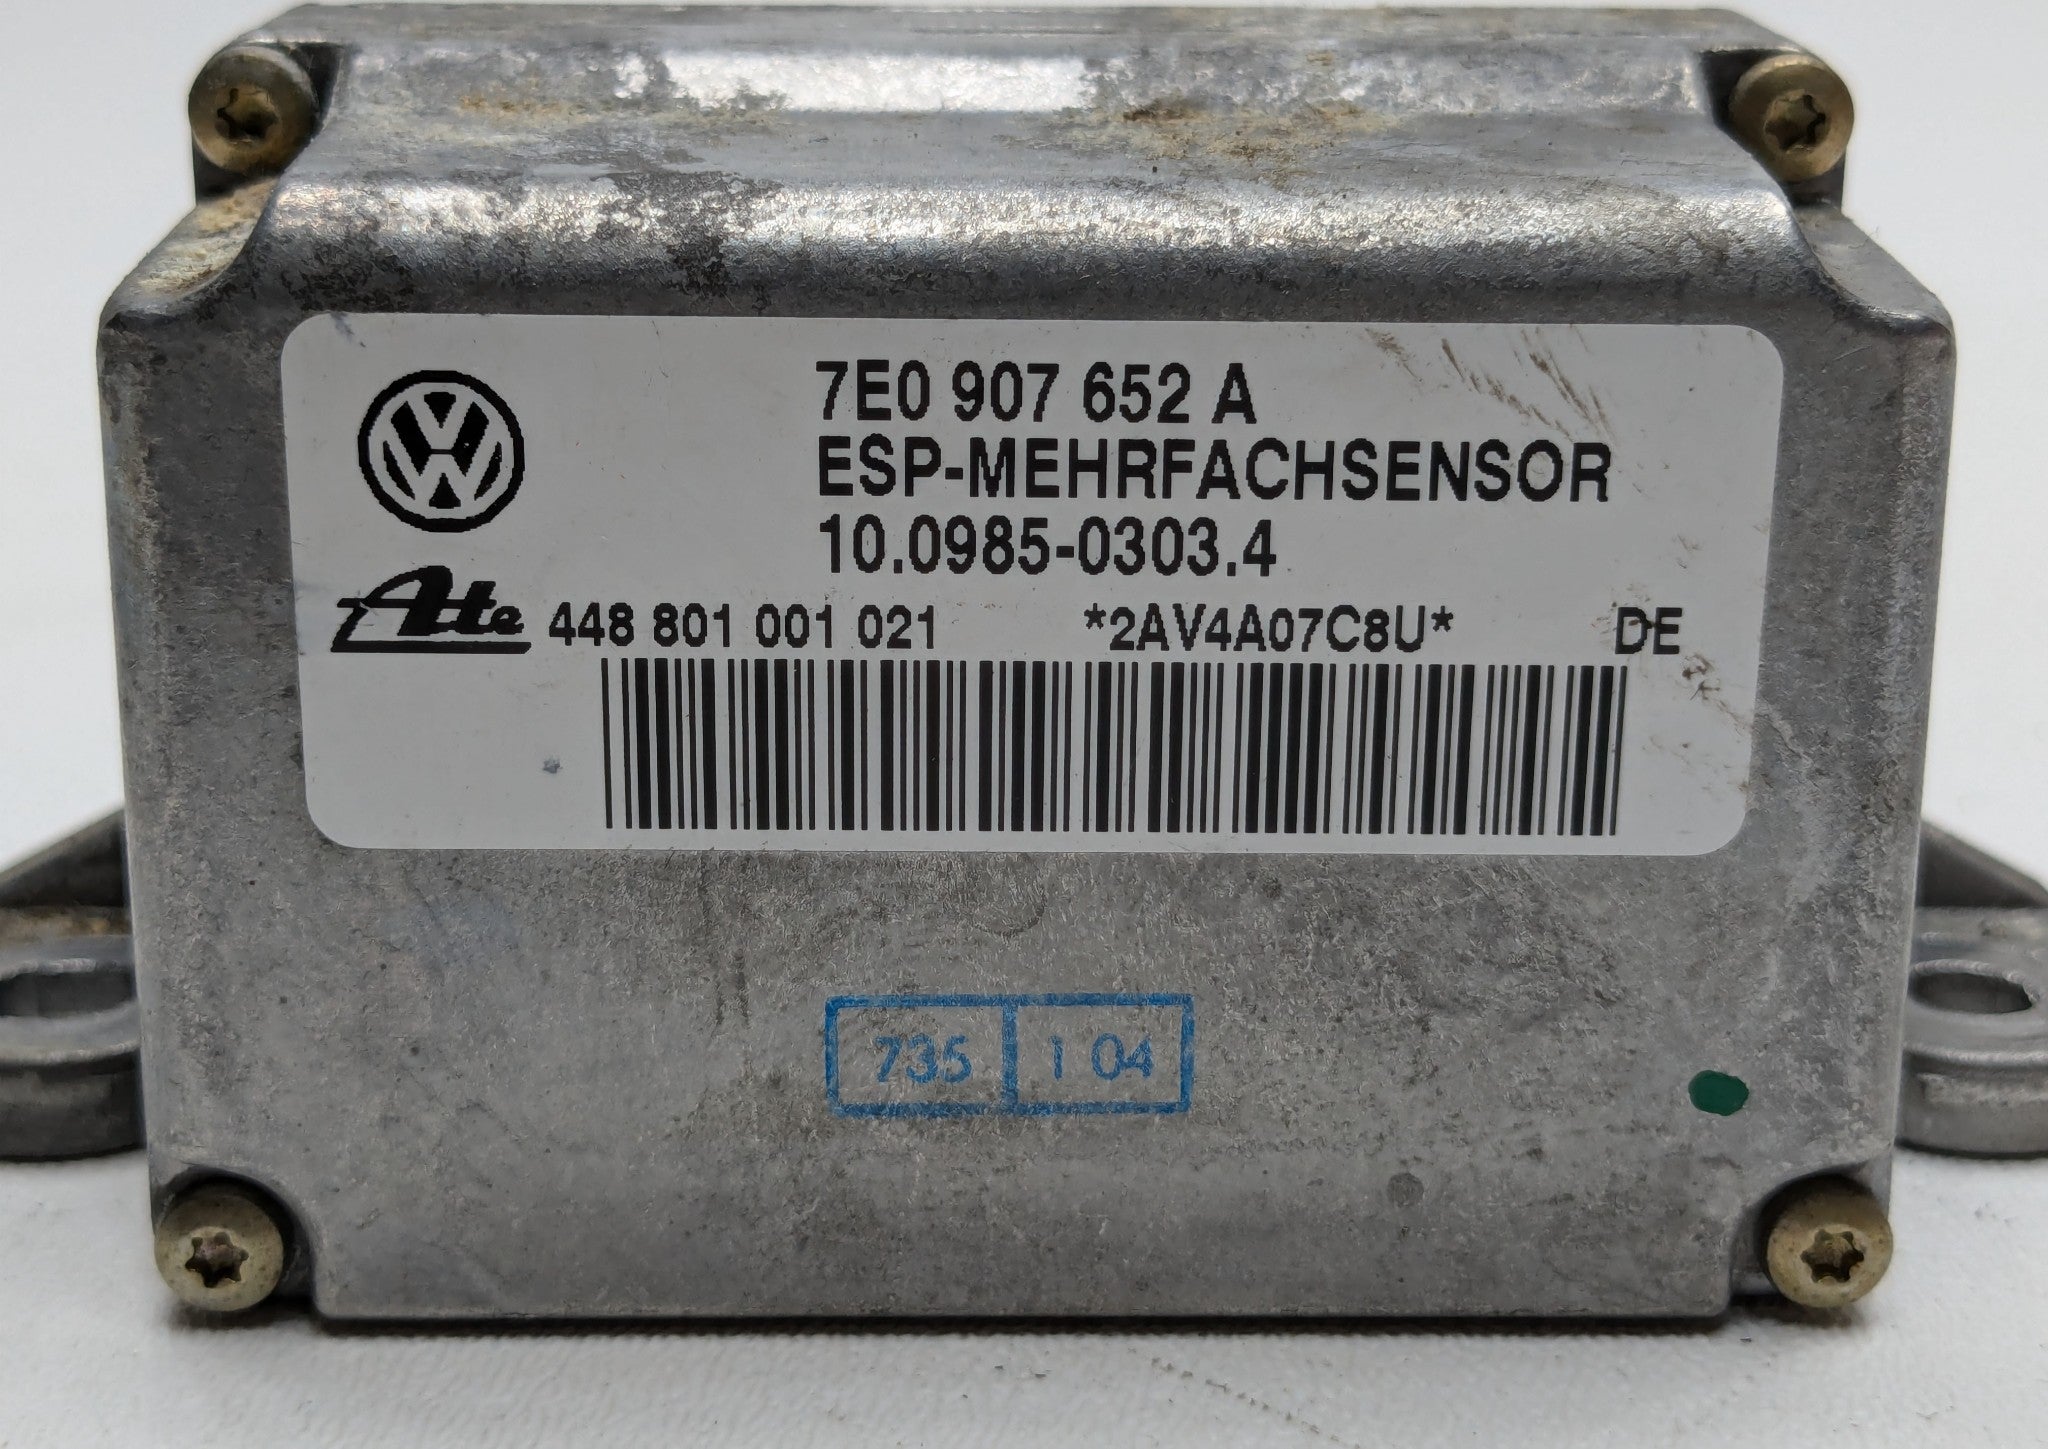 7E0 907 652 A
ESP-MEHRFACHSENSOR
10.0985-0303.4
Ate 448 801 001 021 *2AV4A07C8U* DE
735 1 04